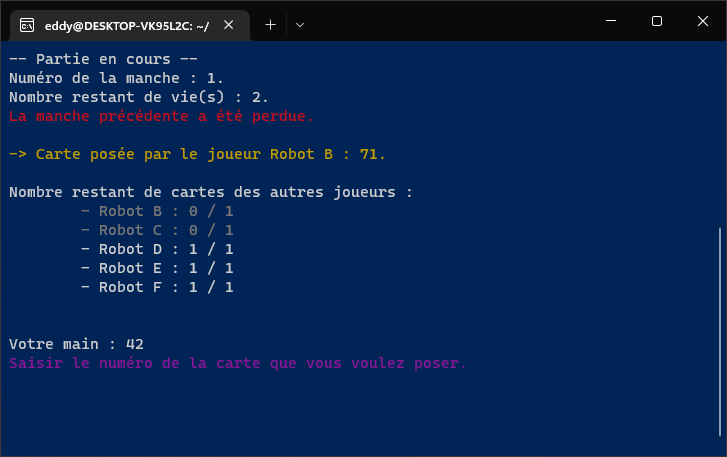 eddy@DESKTOP-VK95L2C: ~/
-- Partie en cours --
Numéro de la manche : 1.
Nombre restant de vie(s) : 2.
La manche précédente a été perdue.
-> Carte posée par le joueur Robot B : 71.
Nombre restant de cartes des autres joueurs :
- Robot B : 0 / 1
- Robot C : 0 / 1
- Robot D : 1 / 1
- Robot E : 1 / 1
- Robot F : 1 / 1
Votre main : 42
Saisir le numéro de la carte que vous voulez poser.